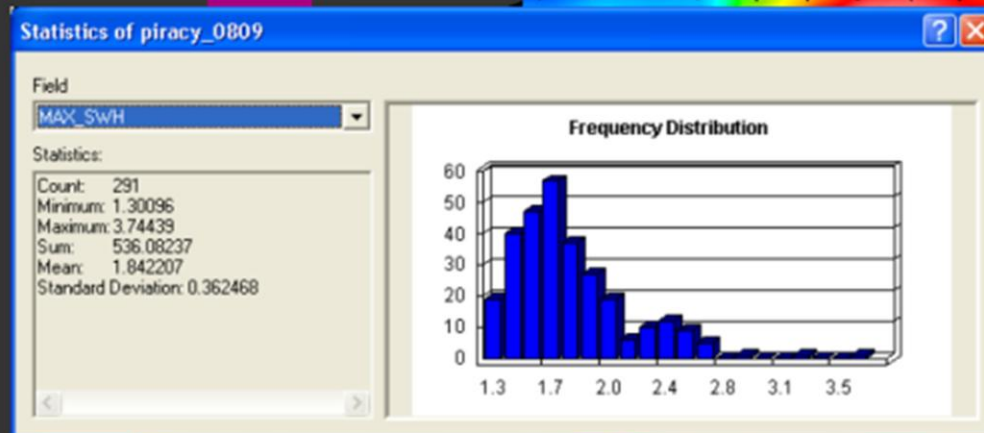 Statistics of piracy_0809
Field
MAX_SWH
Statistics:
Count: 291
Minimum: 1.30096
Maximum: 3.74439
Sum: 536.08237
Mean: 1.842207
Standard Deviation: 0.362468
Frequency Distribution
60
50
40
30
20
10
0
1.3 1.7 2.0 2.4 2.8 3.1 3.5